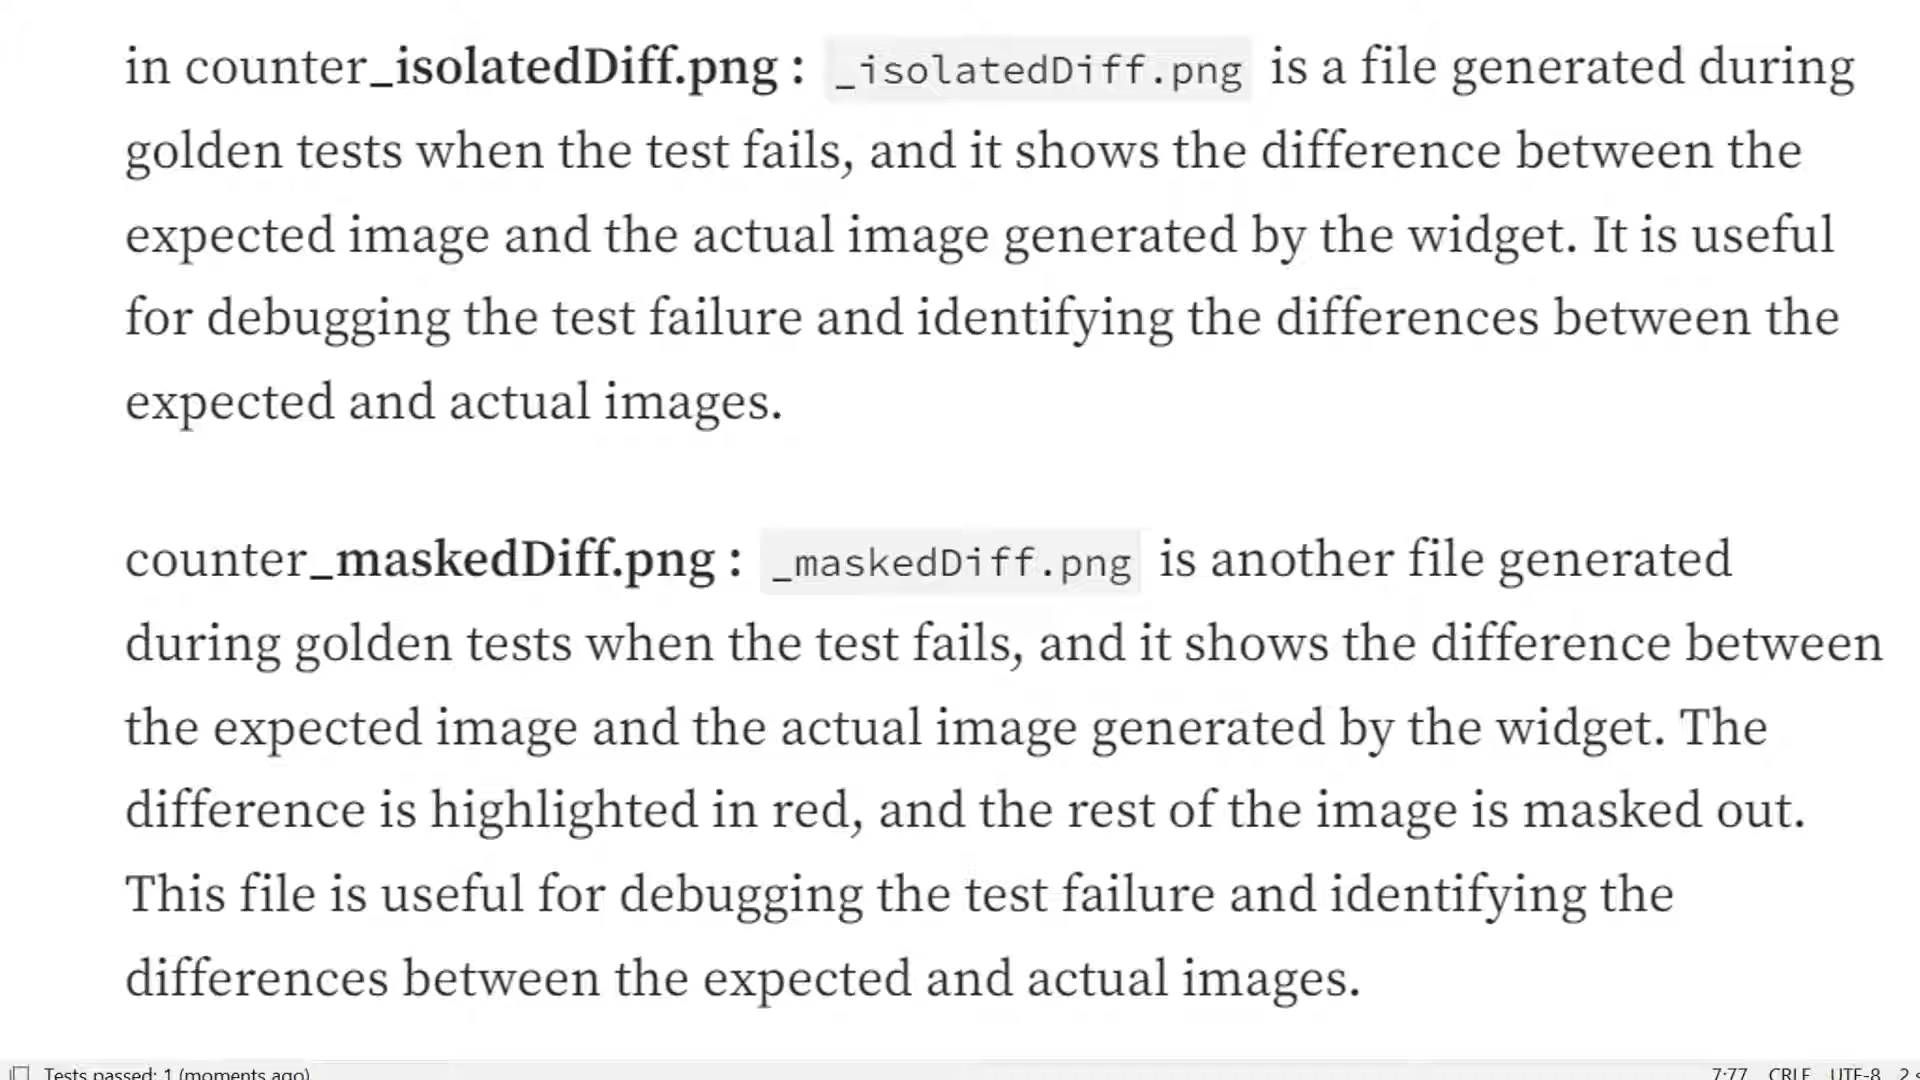 in counter_isolatedDiff.png : _isolatedDiff.png is a file generated during
golden tests when the test fails, and it shows the difference between the
expected image and the actual image generated by the widget. It is useful
for debugging the test failure and identifying the differences between the
expected and actual images.
counter_maskedDiff.png : _maskedDiff.png is another file generated
during golden tests when the test fails, and it shows the difference between
the expected image and the actual image generated by the widget. The
difference is highlighted in red, and the rest of the image is masked out.
This file is useful for debugging the test failure and identifying the
differences between the expected and actual images.
Tests passed: 1 (moments ago) 7:77 CRLF UTF-8 2